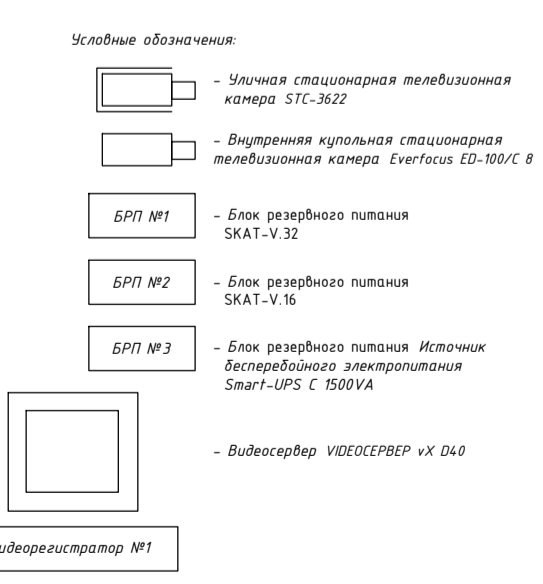 Условные обозначения:
- Уличная стационарная телевизионная
камера STC-3622
- Внутренняя купольная стационарная
телевизионная камера Everfocus ED-100/C 8
БРП №1
- Блок резервного питания
SKAT-V.32
БРП №2
- Блок резервного питания
SKAT-V.16
БРП №3
- Блок резервного питания Источник
бесперебойного электропитания
Smart-UPS C 1500VA
- Видеосервер VIDEОСЕРВЕР vX D40
идеорегистратор №1